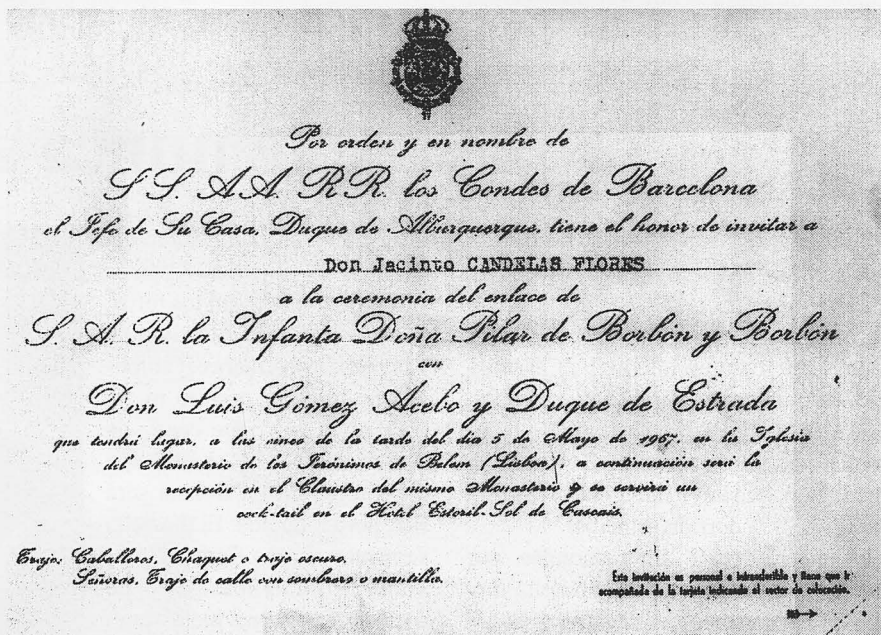 Por orden y en nombre de
SS. AA. RR. los Condes de Barcelona
el Jefe de Su Casa, Duque de Alburquerque, tiene el honor de invitar a
Don Jacinto CANDELAS FLORES
a la ceremonia del enlace de
S. A. R. la Infanta Doña Pilar de Borbón y Borbón
con
Don Luis Gómez Acebo y Duque de Estrada
que tendrá lugar, a las cinco de la tarde del día 5 de Mayo de 1967, en la Iglesia
del Monasterio de los Jerónimos de Belem (Lisboa), a continuación será la
recepción en el Claustro del mismo Monasterio y se servirá un
cock-tail en el Hotel Estoril-Sol de Cascais.
Traje: Caballeros, Chaquet o traje oscuro.
Señoras, Traje de calle con sombrero o mantilla.
Esta invitación es personal e intransferible y tiene que ir
acompañada de la tarjeta indicando el sector de colocación.